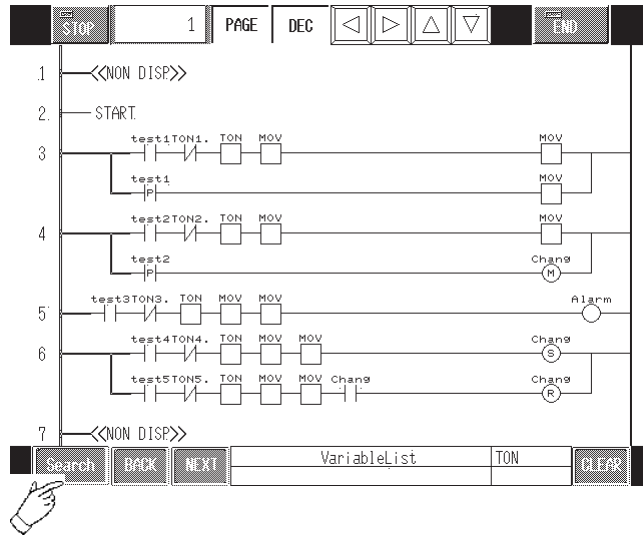 STOP 1 PAGE DEC END
1 <<NON DISP>>
2 START
test1TON1. TON MOV MOV
3
test1 MOV
P
test2TON2. TON MOV MOV
4
test2 Chang
P M
test3TON3. TON MOV MOV Alarm
5
test4TON4. TON MOV MOV Chang
6 S
test5TON5. TON MOV MOV Chang Chang
R
7 <<NON DISP>>
Search BACK NEXT VariableList TON CLEAR